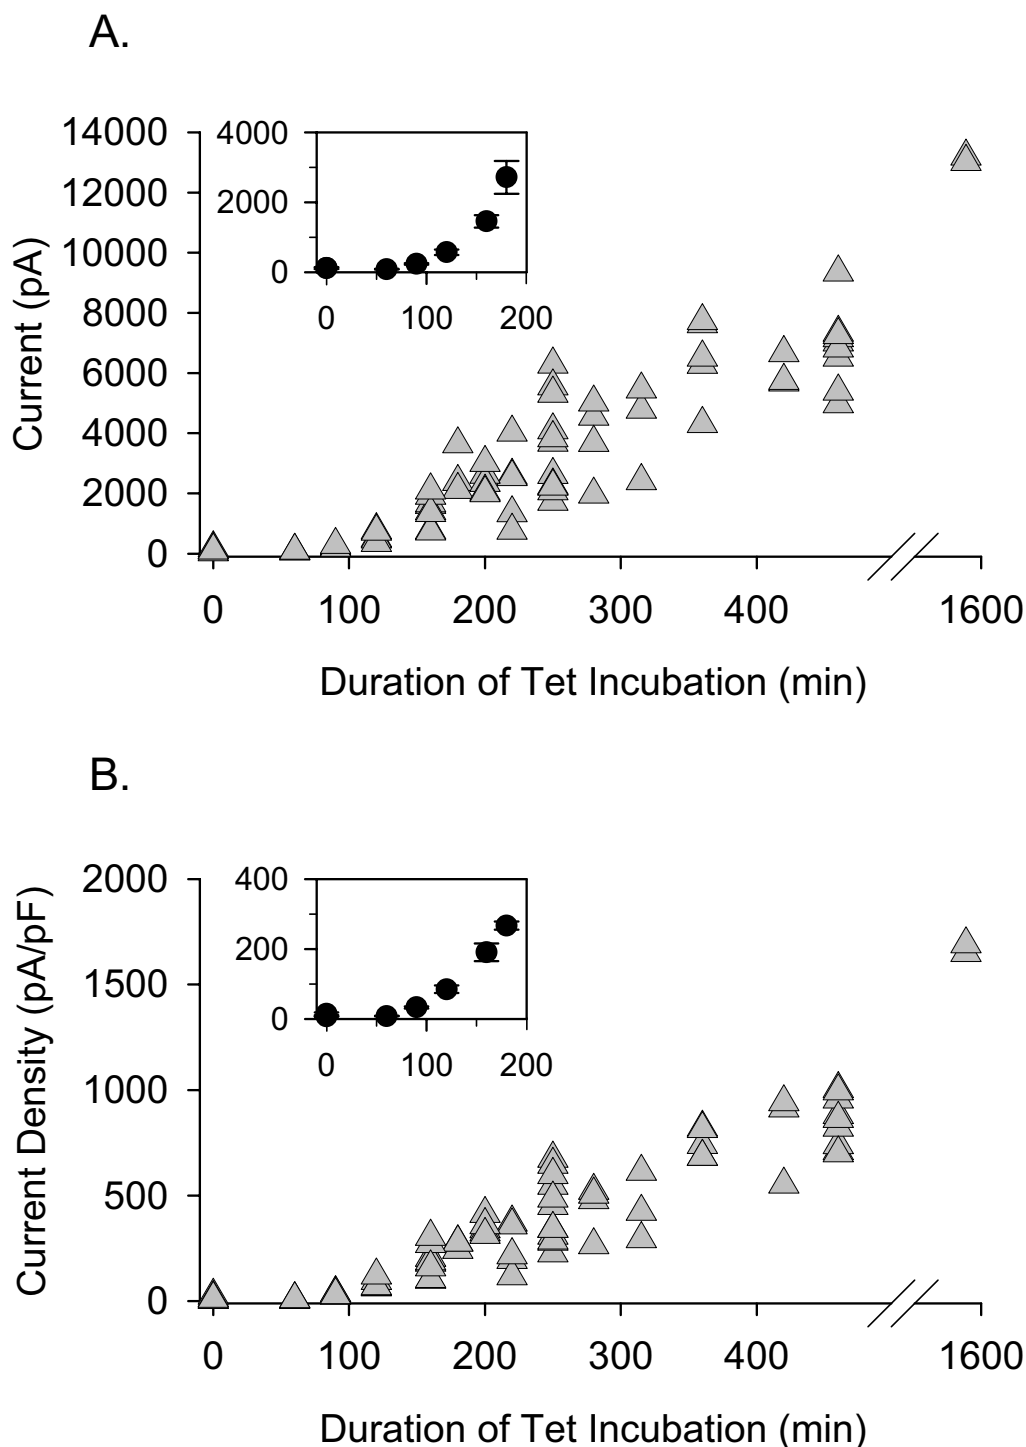 A.
14000
12000
10000
8000
6000
4000
2000
0
Current (pA)
4000
2000
0
0 100 200
0 100 200 300 400 1600
Duration of Tet Incubation (min)
B.
2000
1500
1000
500
0
Current Density (pA/pF)
400
200
0
0 100 200
0 100 200 300 400 1600
Duration of Tet Incubation (min)